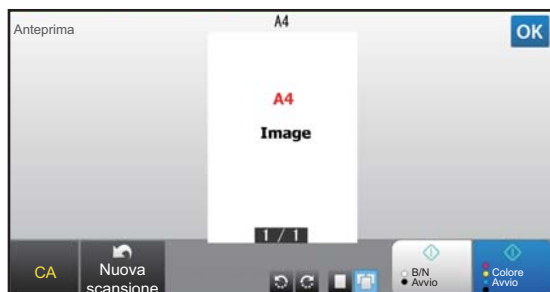 A4
Anteprima
OK
A4
Image
1 / 1
CA
Nuova
scansione
B/N
Avvio
Colore
Avvio